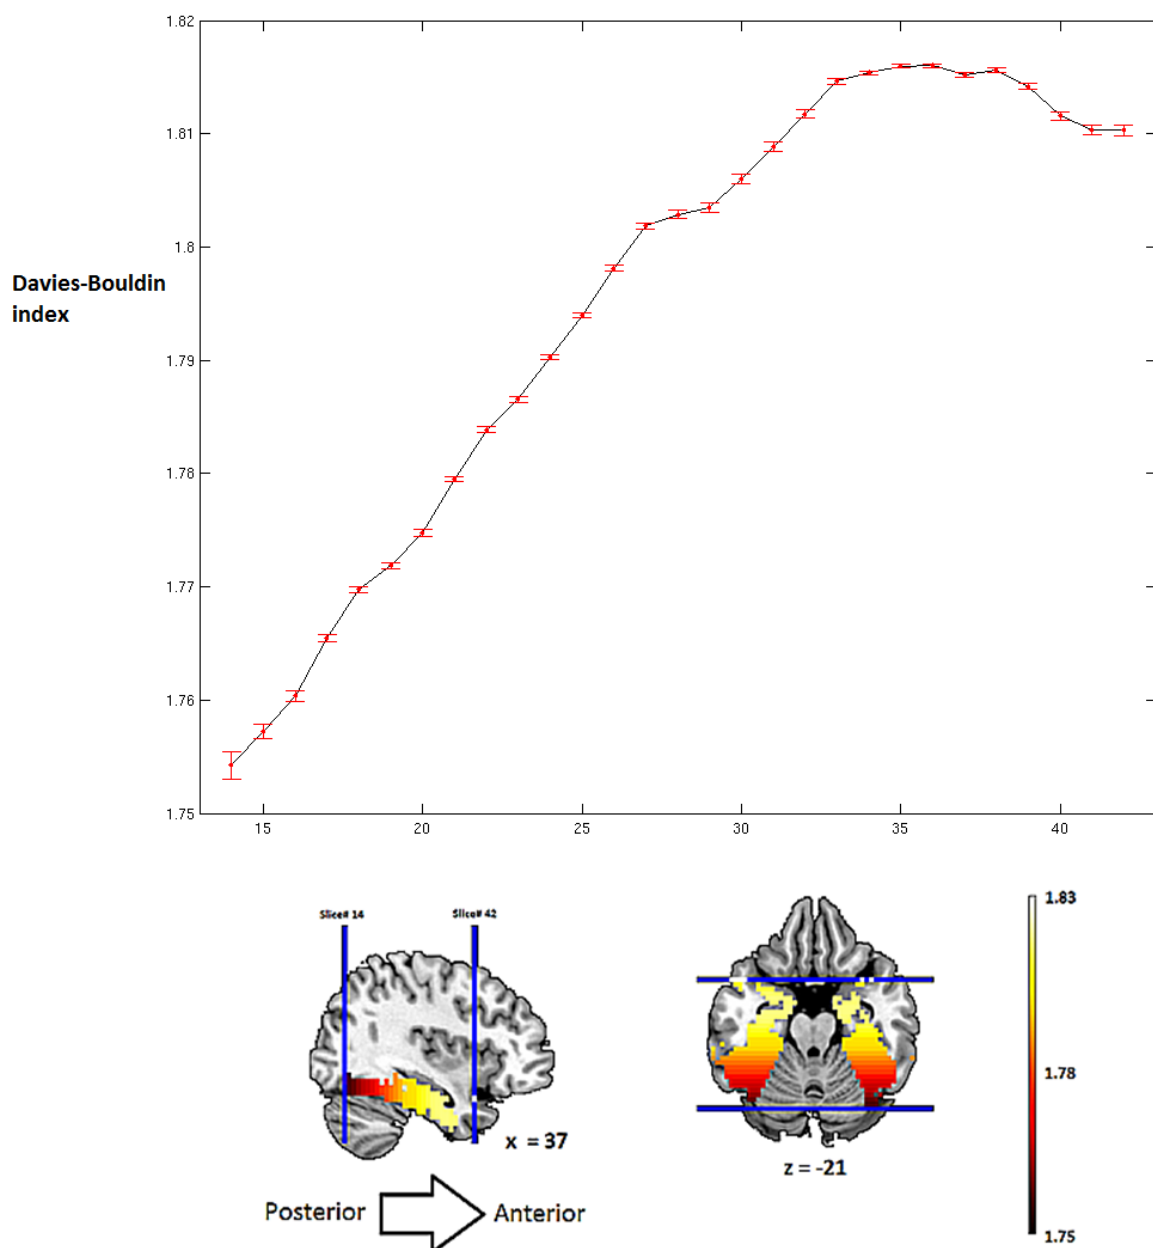 1.82
1.81
1.8
Davies-Bouldin
index
1.79
1.78
1.77
1.76
1.75
15 20 25 30 35 40
Slice# 14 Slice# 42
1.83
1.78
x = 37
z = -21
Posterior Anterior
1.75